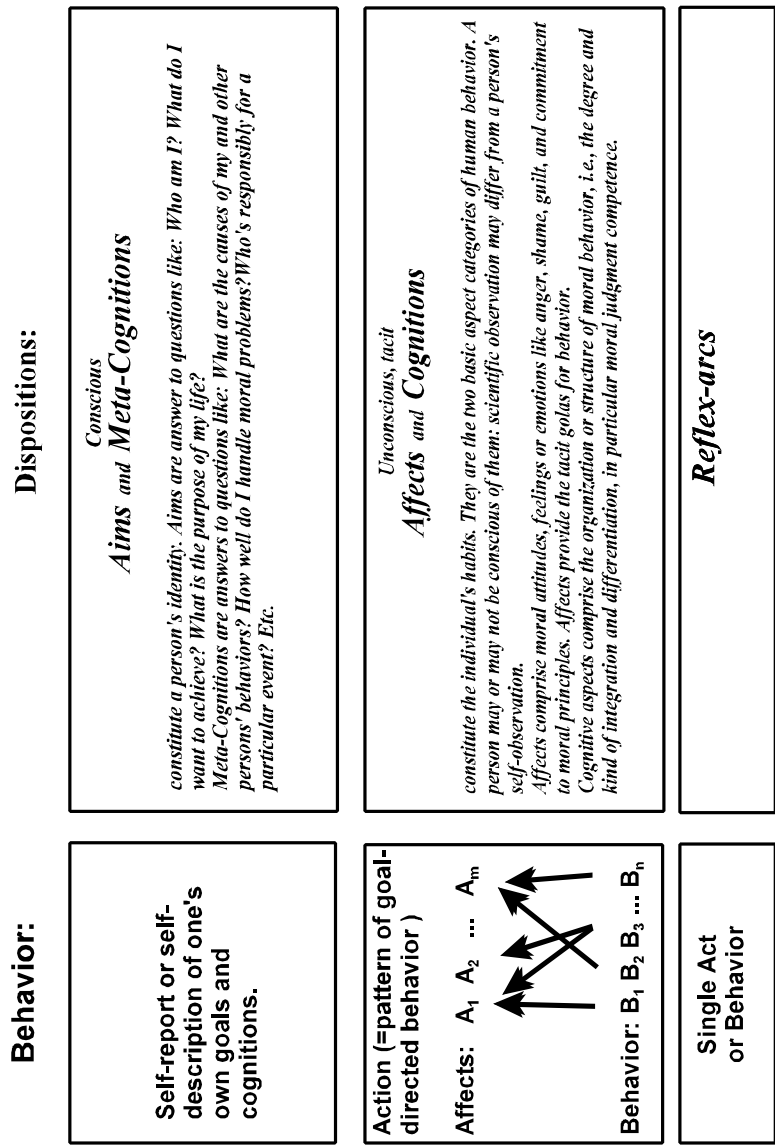 Behavior:
Dispositions:
Self-report or self-
description of one's
own goals and
cognitions.
Conscious
Aims and Meta-Cognitions
constitute a person's identity. Aims are answer to questions like: Who am I? What do I
want to achieve? What is the purpose of my life?
Meta-Cognitions are answers to questions like: What are the causes of my and other
persons' behaviors? How well do I handle moral problems?Who's responsibly for a
particular event? Etc.
Action (=pattern of goal-
directed behavior )
Affects: A1 A2 ... Am
Behavior: B1 B2 B3 ... Bn
Unconscious, tacit
Affects and Cognitions
constitute the individual's habits. They are the two basic aspect categories of human behavior. A
person may or may not be conscious of them: scientific observation may differ from a person's
self-observation.
Affects comprise moral attitudes, feelings or emotions like anger, shame, guilt, and commitment
to moral principles. Affects provide the tacit golas for behavior.
Cognitive aspects comprise the organization or structure of moral behavior, i.e., the degree and
kind of integration and differentiation, in particular moral judgment competence.
Single Act
or Behavior
Reflex-arcs